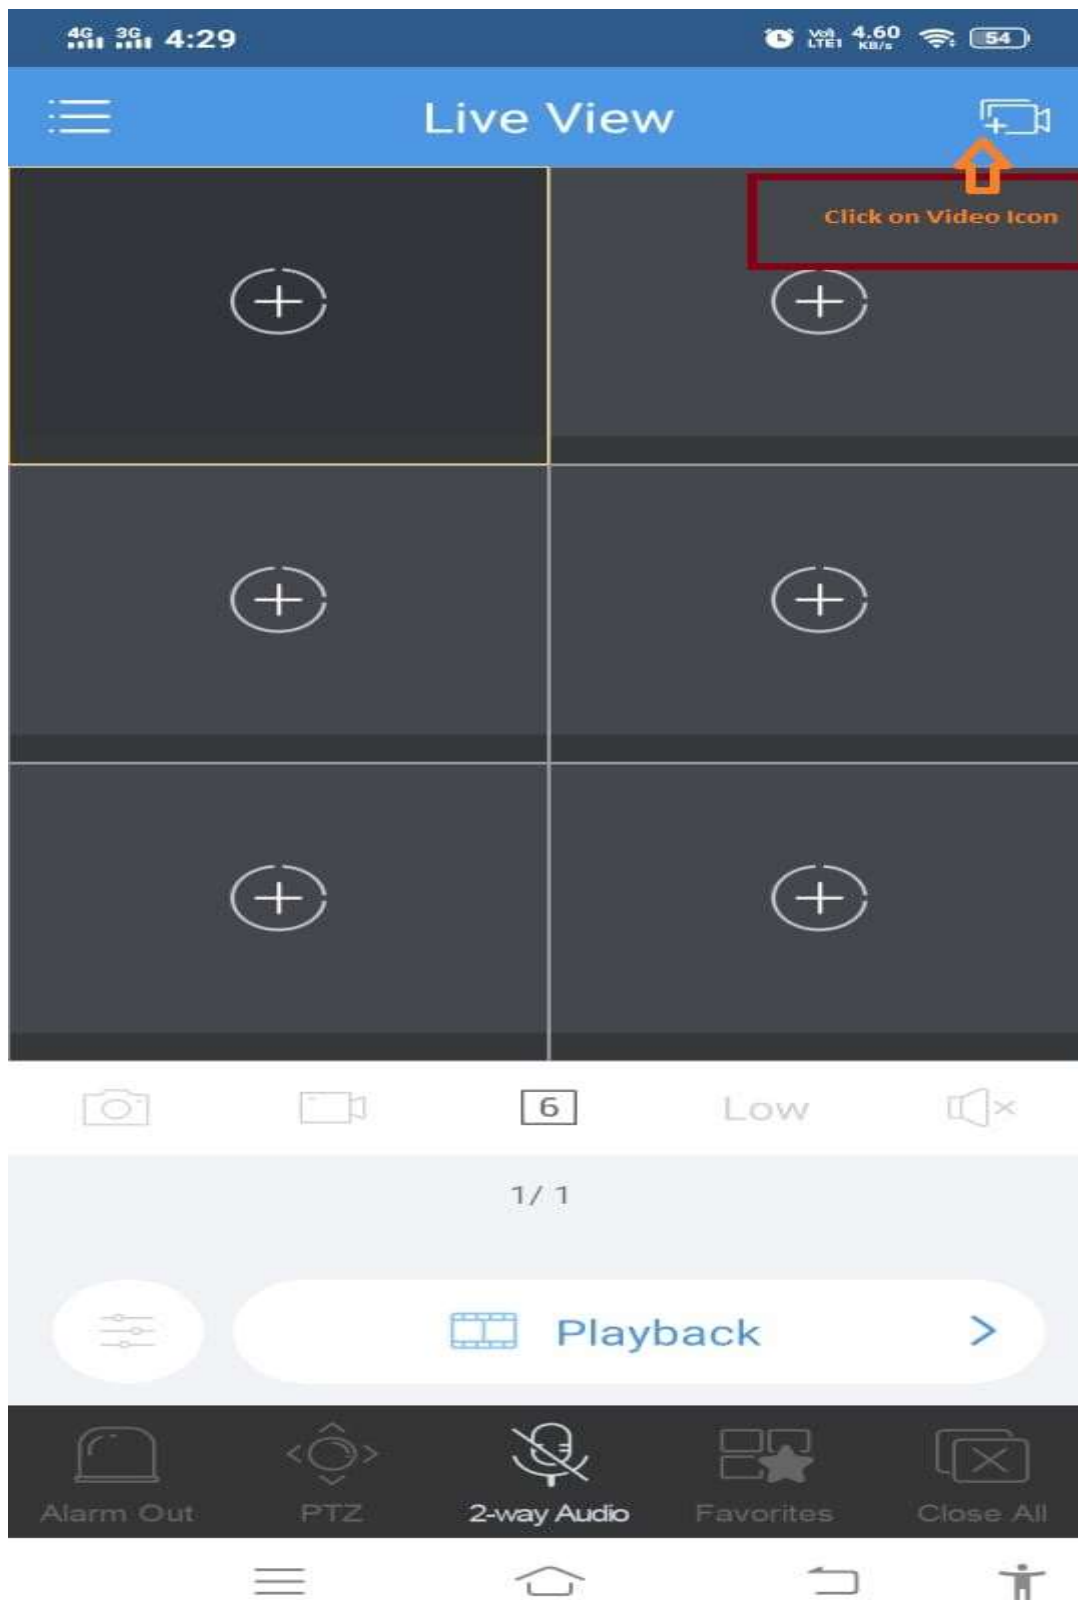 4G 3G 4:29
4.60
KB/s
54
Live View
Click on Video Icon
6
Low
1/ 1
Playback
Alarm Out
PTZ
2-way Audio
Favorites
Close All